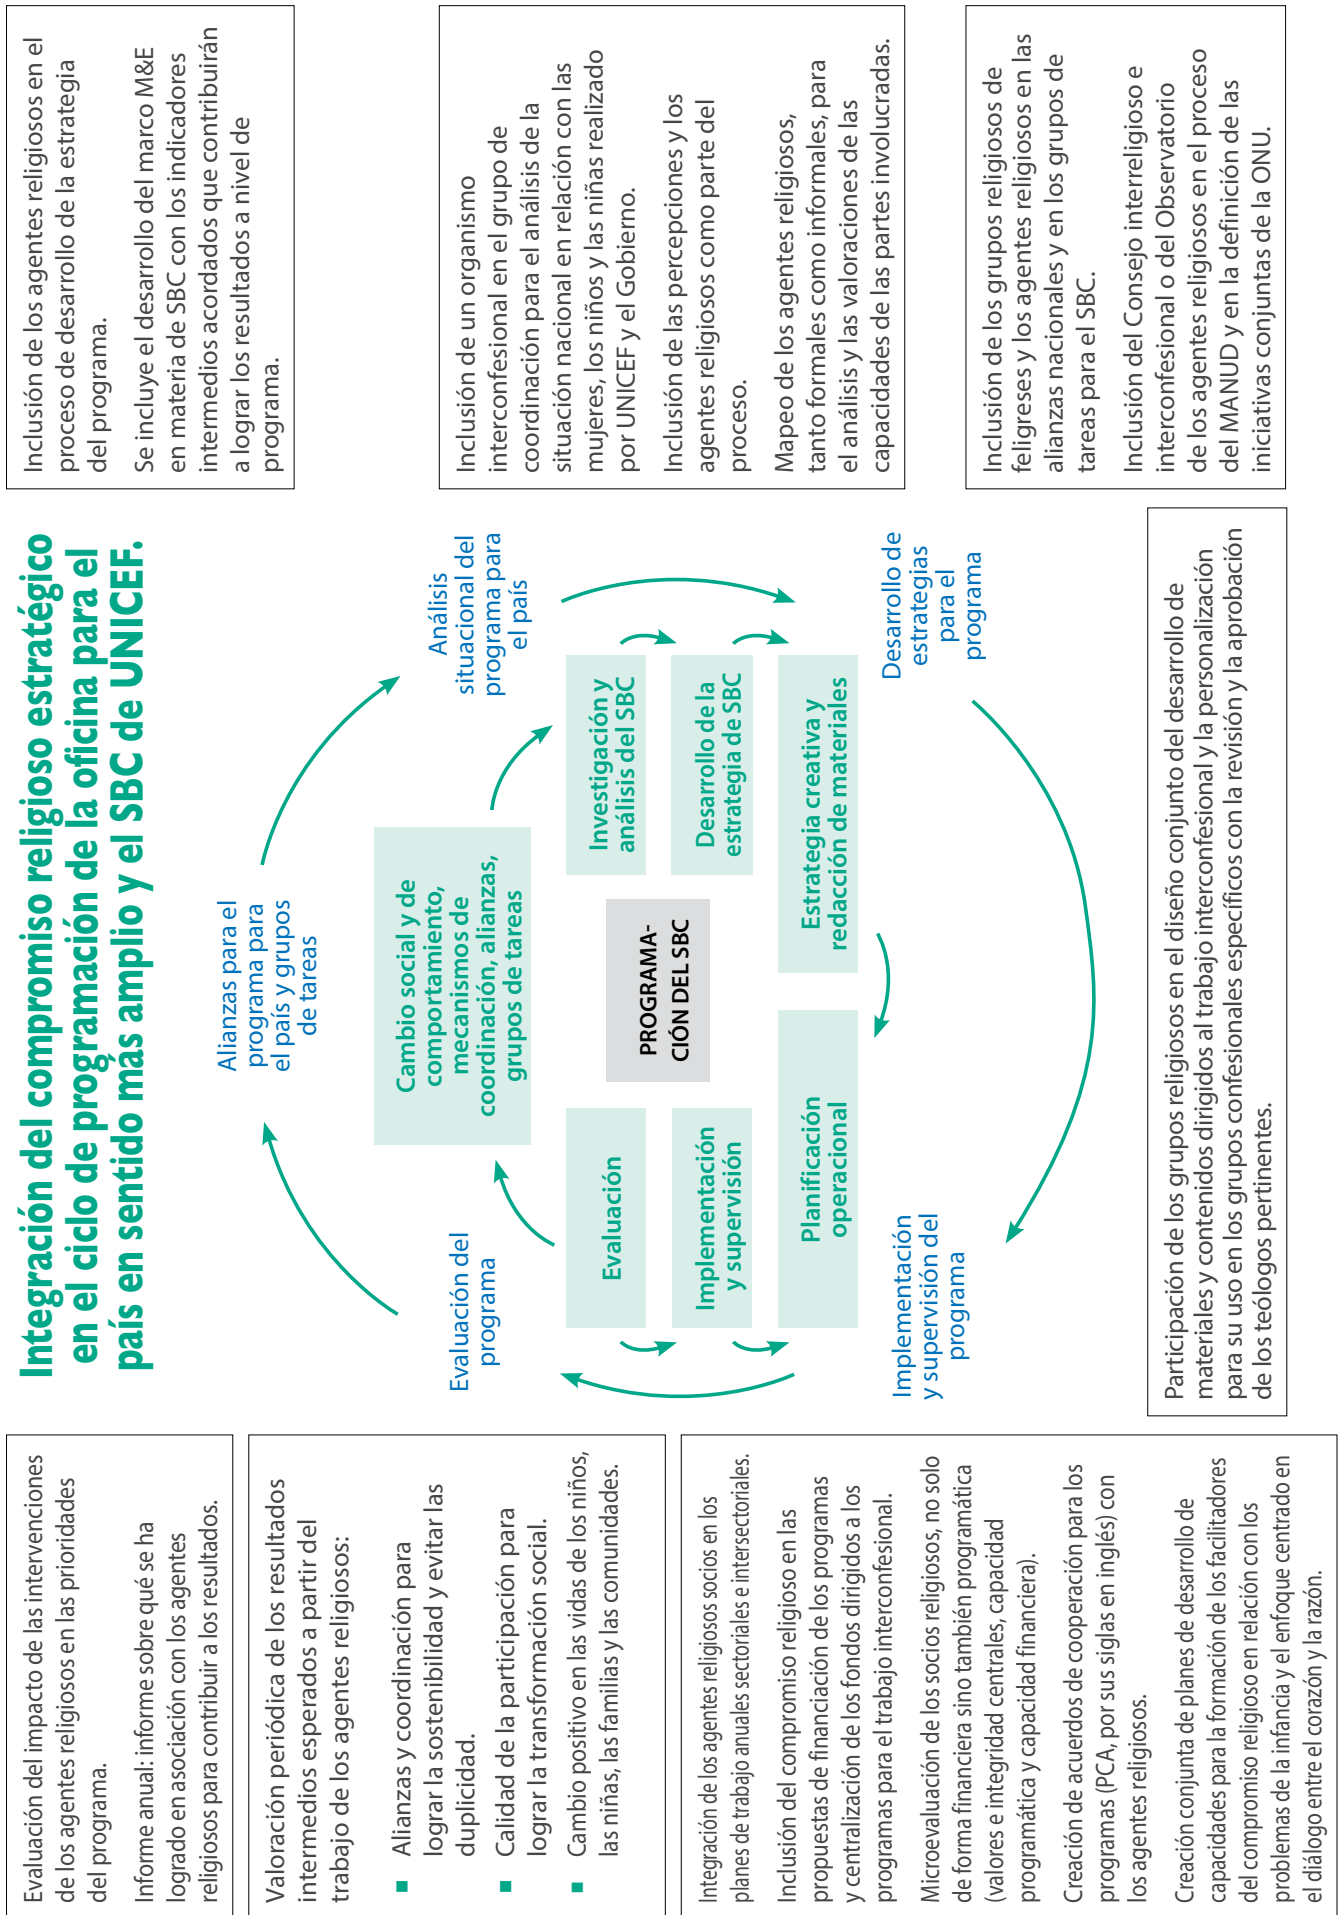 Integración del compromiso religioso estratégico
en el ciclo de programación de la oficina para el
país en sentido más amplio y el SBC de UNICEF.
Evaluación del impacto de las intervenciones
de los agentes religiosos en las prioridades
del programa.
Informe anual: informe sobre qué se ha
logrado en asociación con los agentes
religiosos para contribuir a los resultados.
Valoración periódica de los resultados
intermedios esperados a partir del
trabajo de los agentes religiosos:
■ Alianzas y coordinación para
lograr la sostenibilidad y evitar las
duplicidad.
■ Calidad de la participación para
lograr la transformación social.
■ Cambio positivo en las vidas de los niños,
las niñas, las familias y las comunidades.
Integración de los agentes religiosos socios en los
planes de trabajo anuales sectoriales e intersectoriales.
Inclusión del compromiso religioso en las
propuestas de financiación de los programas
y centralización de los fondos dirigidos a los
programas para el trabajo interconfesional.
Microevaluación de los socios religiosos, no solo
de forma financiera sino también programática
(valores e integridad centrales, capacidad
programática y capacidad financiera).
Creación de acuerdos de cooperación para los
programas (PCA, por sus siglas en inglés) con
los agentes religiosos.
Creación conjunta de planes de desarrollo de
capacidades para la formación de los facilitadores
del compromiso religioso en relación con los
problemas de la infancia y el enfoque centrado en
el diálogo entre el corazón y la razón.
Alianzas para el
programa para
el país y grupos
de tareas
Evaluación del
programa
Análisis
situacional del
programa para
el país
Cambio social y de
comportamiento,
mecanismos de
coordinación, alianzas,
grupos de tareas
Evaluación
Investigación y
análisis del SBC
PROGRAMA-
CIÓN DEL SBC
Implementación
y supervisión
Desarrollo de la
estrategia de SBC
Planificación
operacional
Estrategia creativa y
redacción de materiales
Implementación
y supervisión del
programa
Desarrollo de
estrategias
para el
programa
Participación de los grupos religiosos en el diseño conjunto del desarrollo de
materiales y contenidos dirigidos al trabajo interconfesional y la personalización
para su uso en los grupos confesionales específicos con la revisión y la aprobación
de los teólogos pertinentes.
Inclusión de los agentes religiosos en el
proceso de desarrollo de la estrategia
del programa.
Se incluye el desarrollo del marco M&E
en materia de SBC con los indicadores
intermedios acordados que contribuirán
a lograr los resultados a nivel de
programa.
Inclusión de un organismo
interconfesional en el grupo de
coordinación para el análisis de la
situación nacional en relación con las
mujeres, los niños y las niñas realizado
por UNICEF y el Gobierno.
Inclusión de las percepciones y los
agentes religiosos como parte del
proceso.
Mapeo de los agentes religiosos,
tanto formales como informales, para
el análisis y las valoraciones de las
capacidades de las partes involucradas.
Inclusión de los grupos religiosos de
feligreses y los agentes religiosos en las
alianzas nacionales y en los grupos de
tareas para el SBC.
Inclusión del Consejo interreligioso e
interconfesional o del Observatorio
de los agentes religiosos en el proceso
del MANUD y en la definición de las
iniciativas conjuntas de la ONU.